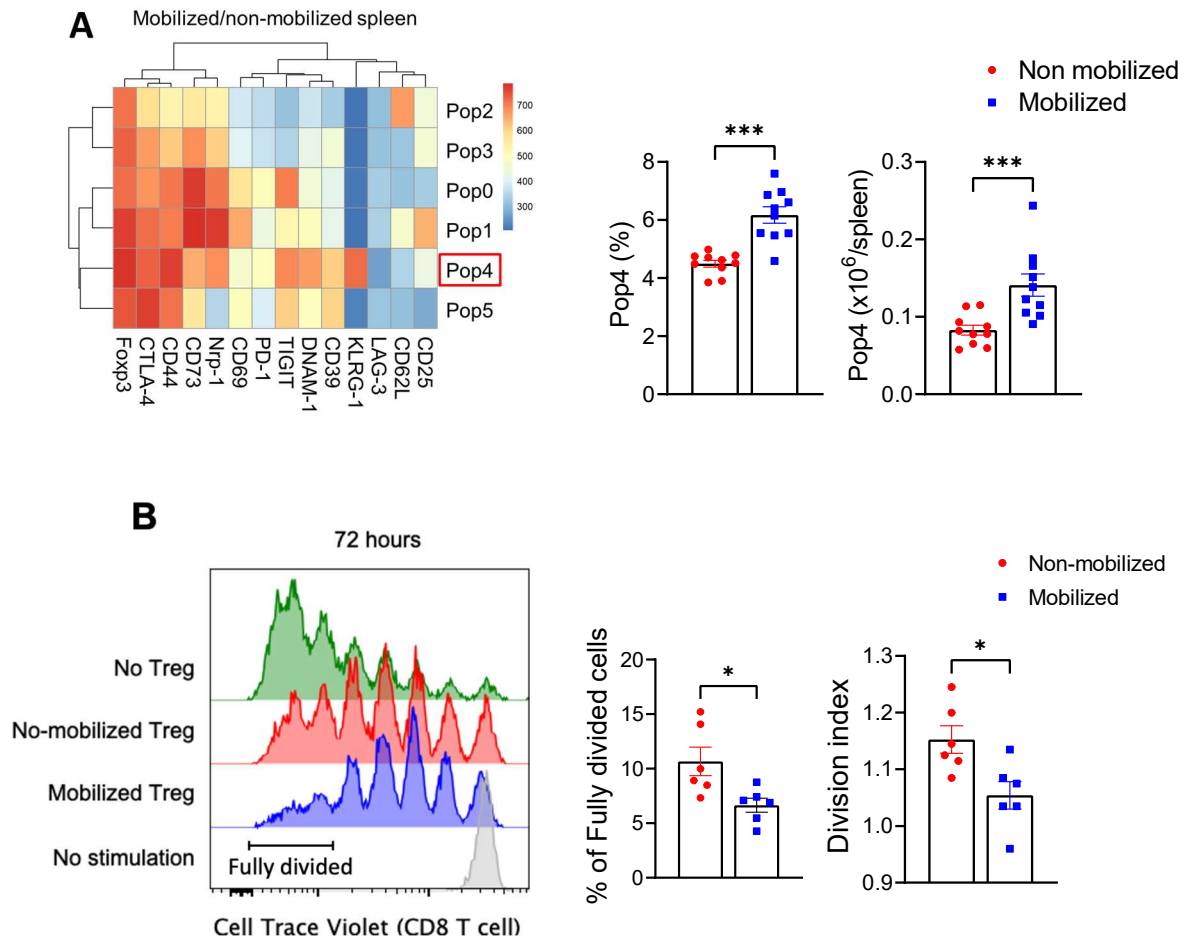 A
Mobilized/non-mobilized spleen
Pop2
Pop3
Pop0
Pop1
Pop4
Pop5
700
600
500
400
300
Foxp3
CTLA-4
CD44
CD73
Nrp-1
CD69
PD-1
TIGIT
DNAM-1
CD39
KLRG-1
LAG-3
CD62L
CD25
Non mobilized
Mobilized
Pop4 (%)
8
6
4
2
0
***
Pop4 (x10⁶/spleen)
0.3
0.2
0.1
0.0
***
B
72 hours
No Treg
No-mobilized Treg
Mobilized Treg
No stimulation
Fully divided
Cell Trace Violet (CD8 T cell)
Non-mobilized
Mobilized
% of Fully divided cells
20
15
10
5
0
*
Division index
1.3
1.2
1.1
1.0
0.9
*